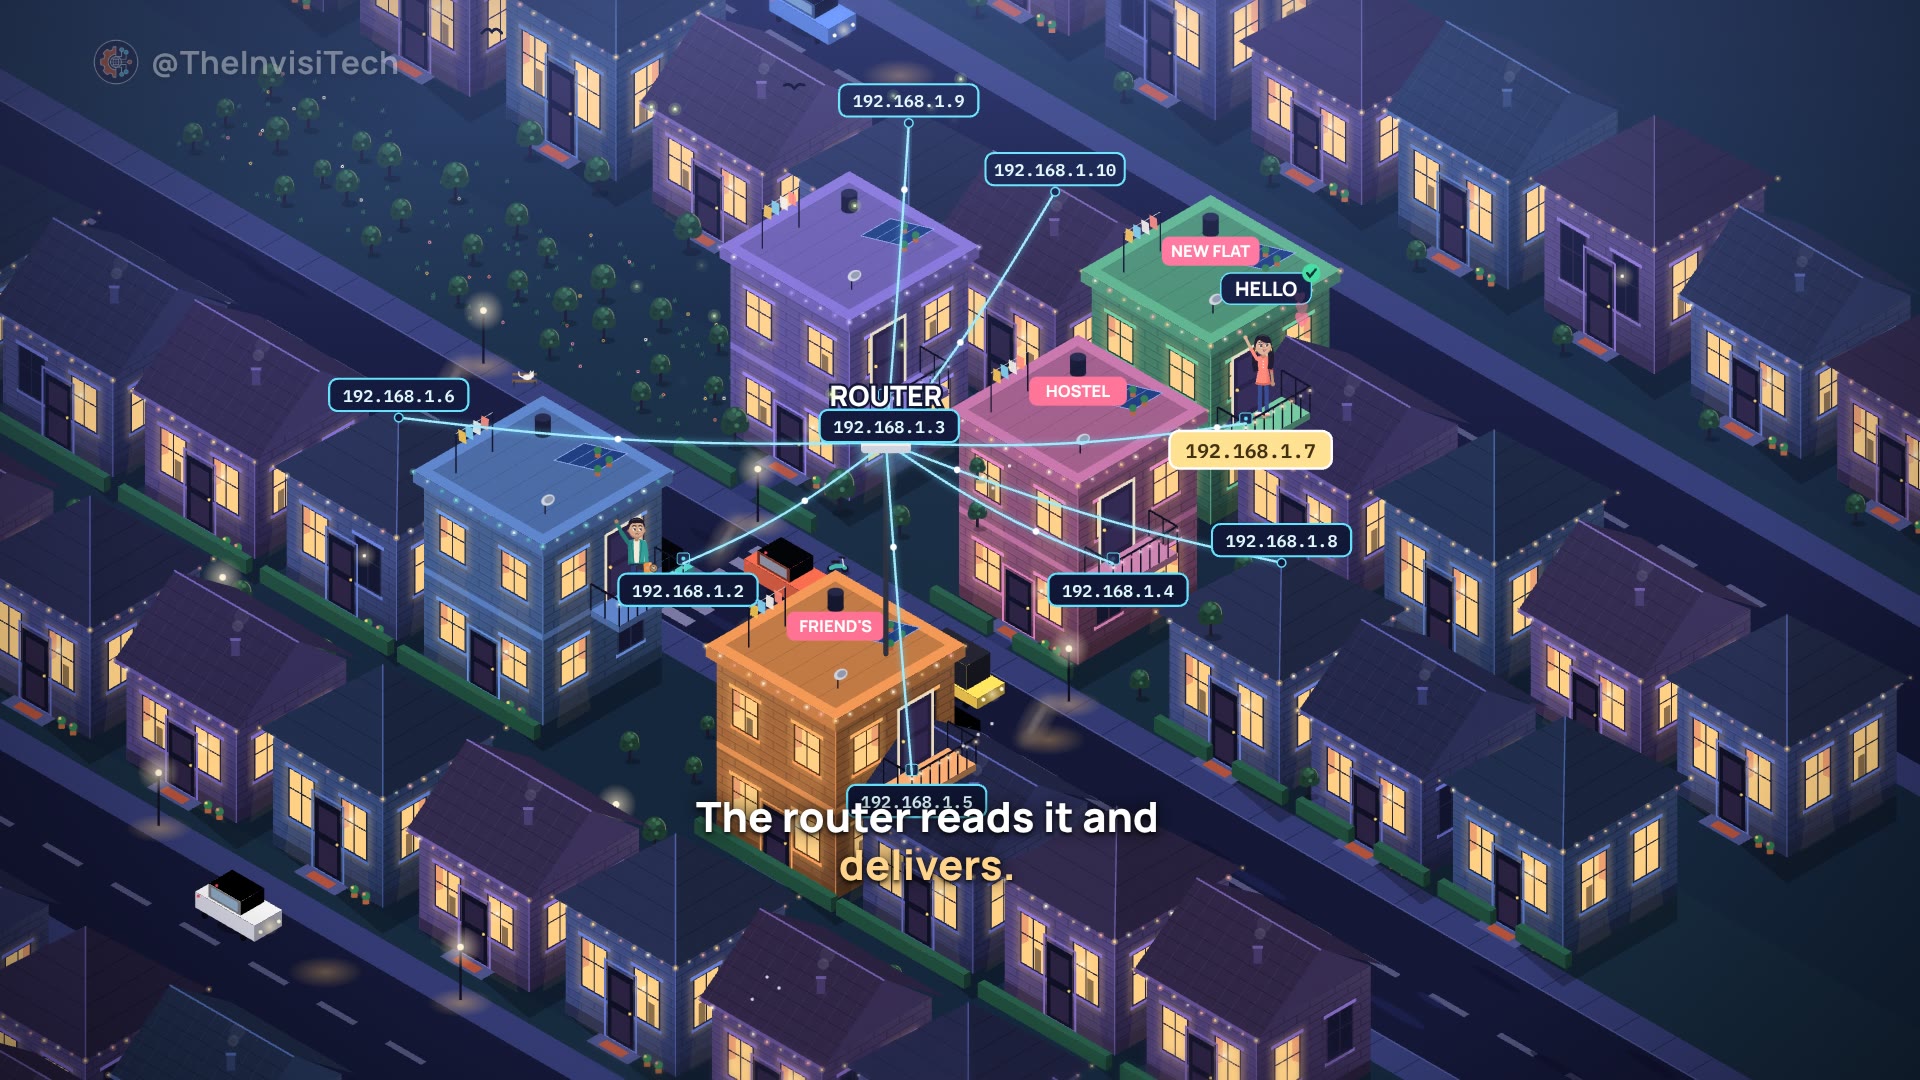 @TheInvisiTech
192.168.1.9
192.168.1.10
NEW FLAT
HELLO
192.168.1.6
ROUTER
192.168.1.3
HOSTEL
192.168.1.7
192.168.1.8
192.168.1.2
192.168.1.4
FRIEND'S
192.168.1.5
The router reads it and
delivers.